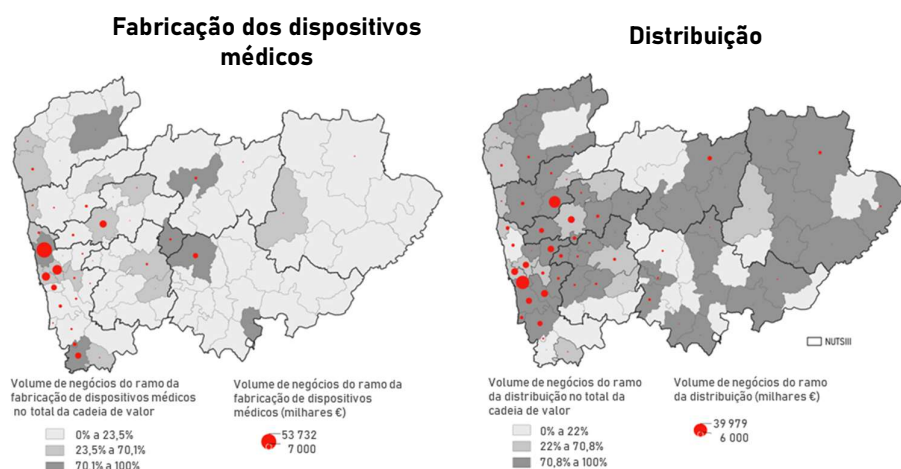 Fabricação dos dispositivos
médicos
Distribuição
NUTSIII
Volume de negócios do ramo da
fabricação de dispositivos médicos
no total da cadeia de valor
0% a 23,5%
23,5% a 70,1%
70,1% a 100%
Volume de negócios do ramo da
fabricação de dispositivos
médicos (milhares €)
53 732
7 000
Volume de negócios do ramo
da distribuição no total da
cadeia de valor
0% a 22%
22% a 70,8%
70,8% a 100%
Volume de negócios do ramo
da distribuição (milhares €)
39 979
6 000